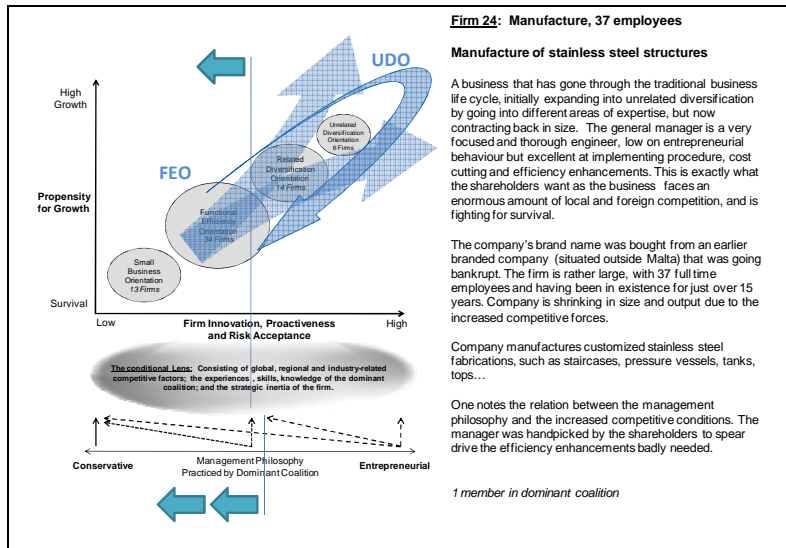 UDO
High
Growth
Unrelated
Diversification
Orientation
6 Firms
FEO
Related
Diversification
Orientation
14 Firms
Propensity
for Growth
Functional
Efficiency
Orientation
34 Firms
Small
Business
Orientation
13 Firms
Survival
Low
Firm Innovation, Proactiveness
and Risk Acceptance
High
The conditional Lens: Consisting of global, regional and industry-related
competitive factors; the experiences, skills, knowledge of the dominant
coalition; and the strategic inertia of the firm.
Conservative
Management Philosophy
Practiced by Dominant Coalition
Entrepreneurial
Firm 24: Manufacture, 37 employees
Manufacture of stainless steel structures
A business that has gone through the traditional business
life cycle, initially expanding into unrelated diversification
by going into different areas of expertise, but now
contracting back in size. The general manager is a very
focused and thorough engineer, low on entrepreneurial
behaviour but excellent at implementing procedure, cost
cutting and efficiency enhancements. This is exactly what
the shareholders want as the business faces an
enormous amount of local and foreign competition, and is
fighting for survival.
The company's brand name was bought from an earlier
branded company (situated outside Malta) that was going
bankrupt. The firm is rather large, with 37 full time
employees and having been in existence for just over 15
years. Company is shrinking in size and output due to the
increased competitive forces.
Company manufactures customized stainless steel
fabrications, such as staircases, pressure vessels, tanks,
tops…
One notes the relation between the management
philosophy and the increased competitive conditions. The
manager was handpicked by the shareholders to spear
drive the efficiency enhancements badly needed.
1 member in dominant coalition